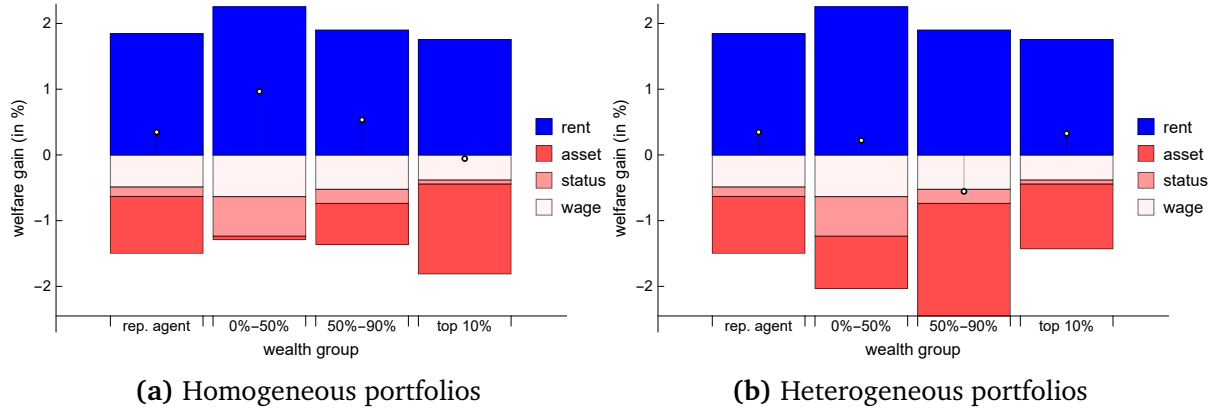 2
1
0
−1
−2
welfare gain (in %)
rep. agent
0%−50%
50%−90%
top 10%
wealth group
rent
asset
status
wage
(a) Homogeneous portfolios
2
1
0
−1
−2
welfare gain (in %)
rep. agent
0%−50%
50%−90%
top 10%
wealth group
rent
asset
status
wage
(b) Heterogeneous portfolios